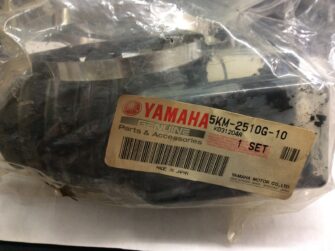 YAMAHA
GENUINE
Parts & Accessories
5KM-2510G-10
1 SET
MADE IN JAPAN
YAMAHA MOTOR CO., LTD.